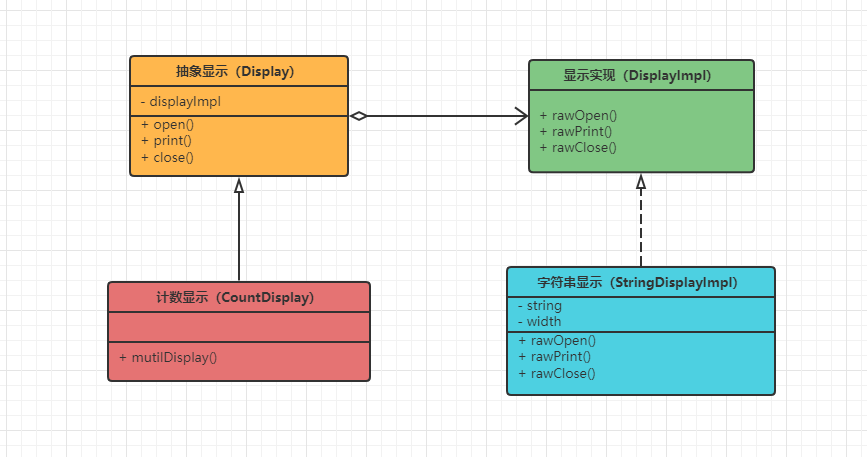 抽象显示（Display）
- displayImpl
+ open()
+ print()
+ close()
显示实现（DisplayImpl）
+ rawOpen()
+ rawPrint()
+ rawClose()
计数显示（CountDisplay）
+ mutilDisplay()
字符串显示（StringDisplayImpl）
- string
- width
+ rawOpen()
+ rawPrint()
+ rawClose()